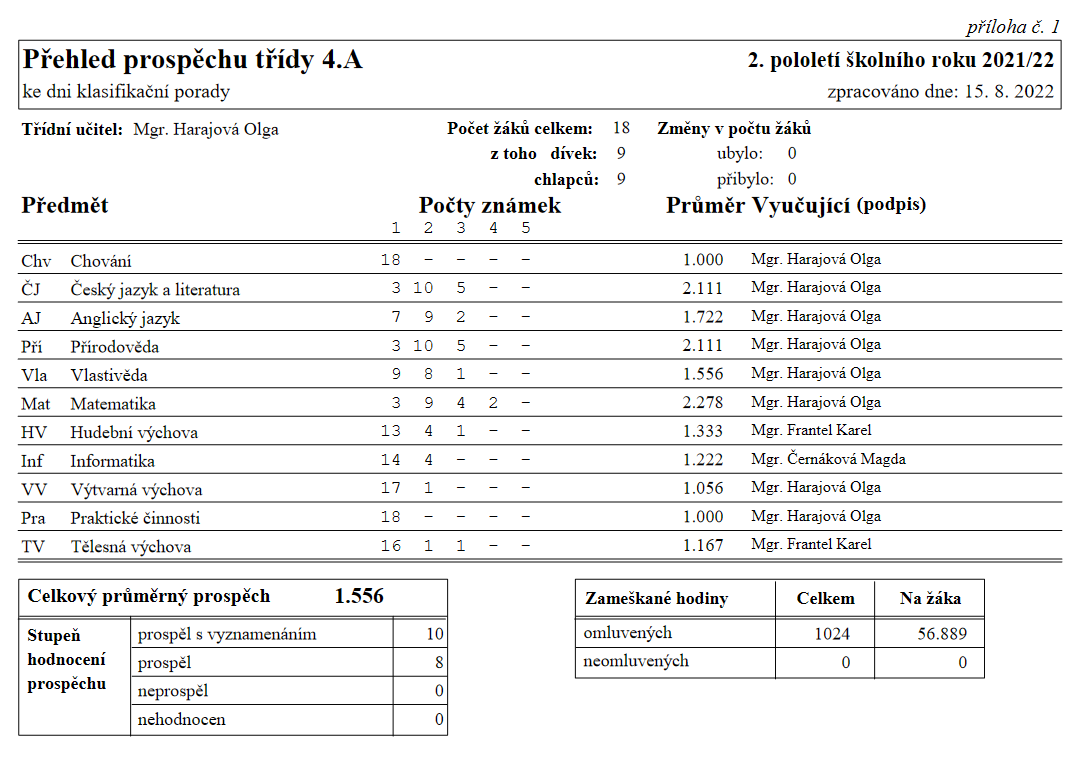 příloha č. 1
Přehled prospěchu třídy 4.A 2. pololetí školního roku 2021/22
ke dni klasifikační porady zpracováno dne: 15. 8. 2022
Třídní učitel: Mgr. Harajová Olga Počet žáků celkem: 18 Změny v počtu žáků
z toho dívek: 9 ubylo: 0
chlapců: 9 přibylo: 0
Předmět Počty známek Průměr Vyučující (podpis)
1 2 3 4 5
Chv Chování 18 – – – – 1.000 Mgr. Harajová Olga
ČJ Český jazyk a literatura 3 10 5 – – 2.111 Mgr. Harajová Olga
AJ Anglický jazyk 7 9 2 – – 1.722 Mgr. Harajová Olga
Pří Přírodověda 3 10 5 – – 2.111 Mgr. Harajová Olga
Vla Vlastivěda 9 8 1 – – 1.556 Mgr. Harajová Olga
Mat Matematika 3 9 4 2 – 2.278 Mgr. Harajová Olga
HV Hudební výchova 13 4 1 – – 1.333 Mgr. Frantel Karel
Inf Informatika 14 4 – – – 1.222 Mgr. Černáková Magda
VV Výtvarná výchova 17 1 – – – 1.056 Mgr. Harajová Olga
Pra Praktické činnosti 18 – – – – 1.000 Mgr. Harajová Olga
TV Tělesná výchova 16 1 1 – – 1.167 Mgr. Frantel Karel
Celkový průměrný prospěch 1.556
Stupeň hodnocení prospěchu
prospěl s vyznamenáním 10
prospěl 8
neprospěl 0
nehodnocen 0
Zameškané hodiny Celkem Na žáka
omluvených 1024 56.889
neomluvených 0 0